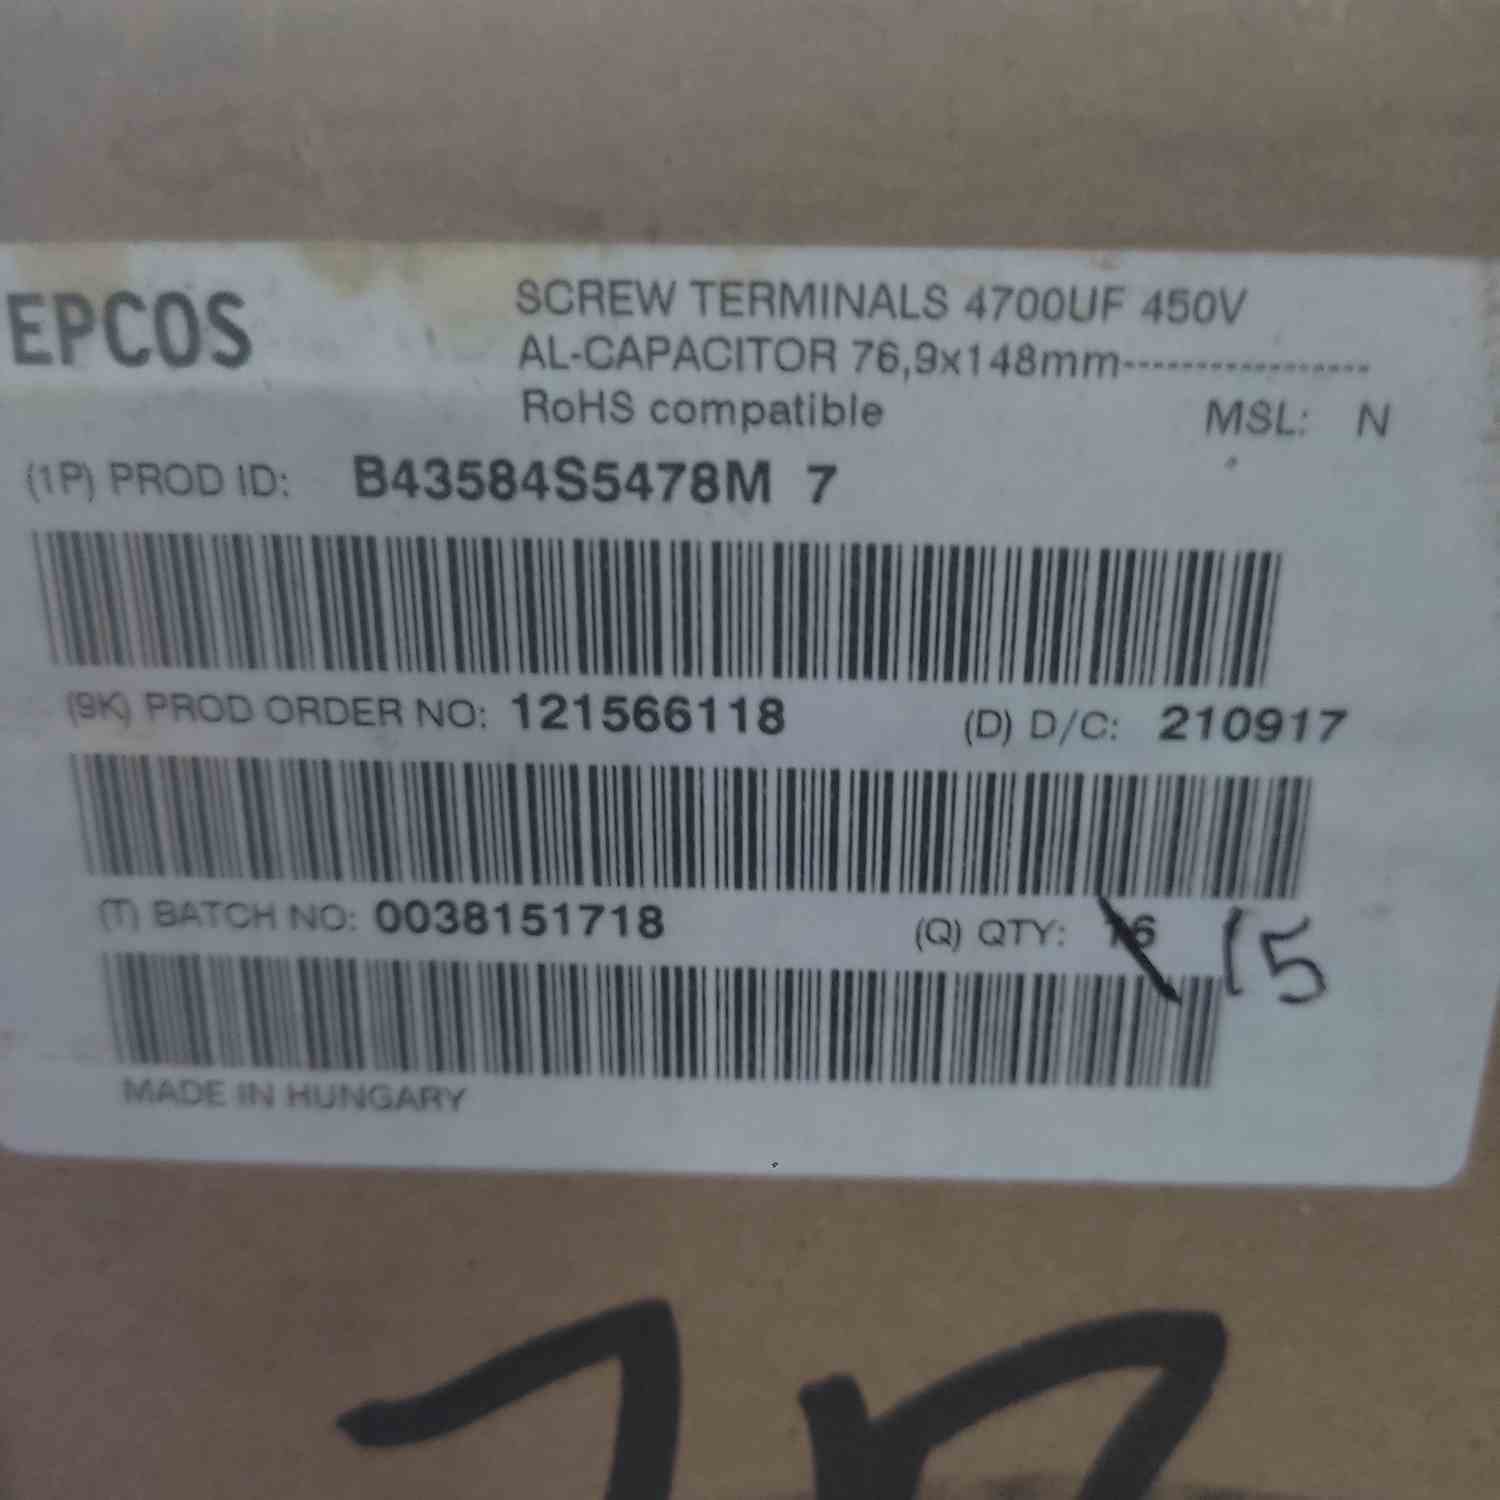 EPCOS
SCREW TERMINALS 4700UF 450V
AL-CAPACITOR 76,9x148mm-----------------
RoHS compatible MSL: N
(1P) PROD ID: B43584S5478M 7
(9K) PROD ORDER NO: 121566118 (D) D/C: 210917
(T) BATCH NO: 0038151718 (Q) QTY: 16 15
MADE IN HUNGARY